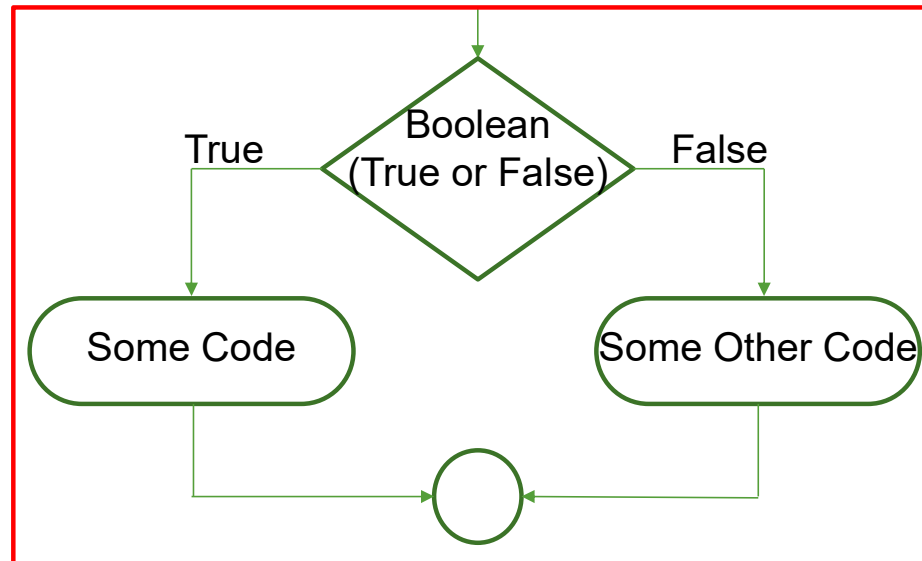 Boolean
(True or False)
True
False
Some Code
Some Other Code